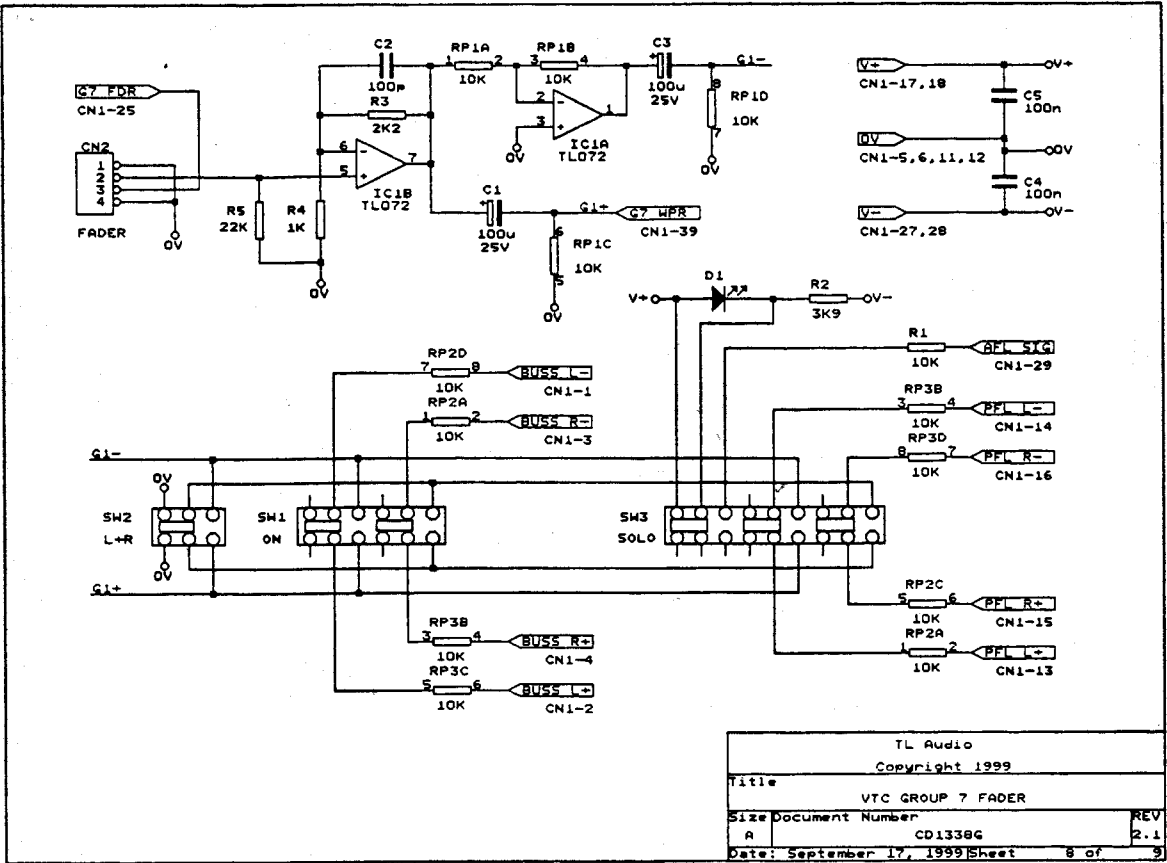 C2
100p
RP1A
1 2
10K
RP1B
3 4
10K
C3
+
100u
25V
G1-
8
RP1D
10K
7
0V
V+
CN1-17,18
V+
C5
100n
0V
CN1-5,6,11,12
0V
C4
100n
V-
CN1-27,28
V-
G7 FDR
CN1-25
CN2
1
2
3
4
FADER
0V
R3
2K2
2 -
3 +
1
IC1A
TL072
0V
6 -
5 +
7
IC1B
TL072
R5
22K
R4
1K
0V
C1
+
100u
25V
G1+
G7 WPR
CN1-39
6
RP1C
10K
5
0V
D1
V+
R2
3K9
V-
R1
10K
AFL SIG
CN1-29
RP2D
7 8
10K
BUSS L-
CN1-1
RP2A
1 2
10K
BUSS R-
CN1-3
RP3B
3 4
10K
PFL L-
CN1-14
RP3D
8 7
10K
PFL R-
CN1-16
G1-
0V
SW2
L+R
0V
SW1
ON
SW3
SOLO
G1+
RP3B
3 4
10K
BUSS R+
CN1-4
RP3C
5 6
10K
BUSS L+
CN1-2
RP2C
5 6
10K
PFL R+
CN1-15
RP2A
1 2
10K
PFL L+
CN1-13
TL Audio
Copyright 1999
Title
VTC GROUP 7 FADER
Size Document Number REV
A CD1338G 2.1
Date: September 17, 1999 Sheet 8 of 9